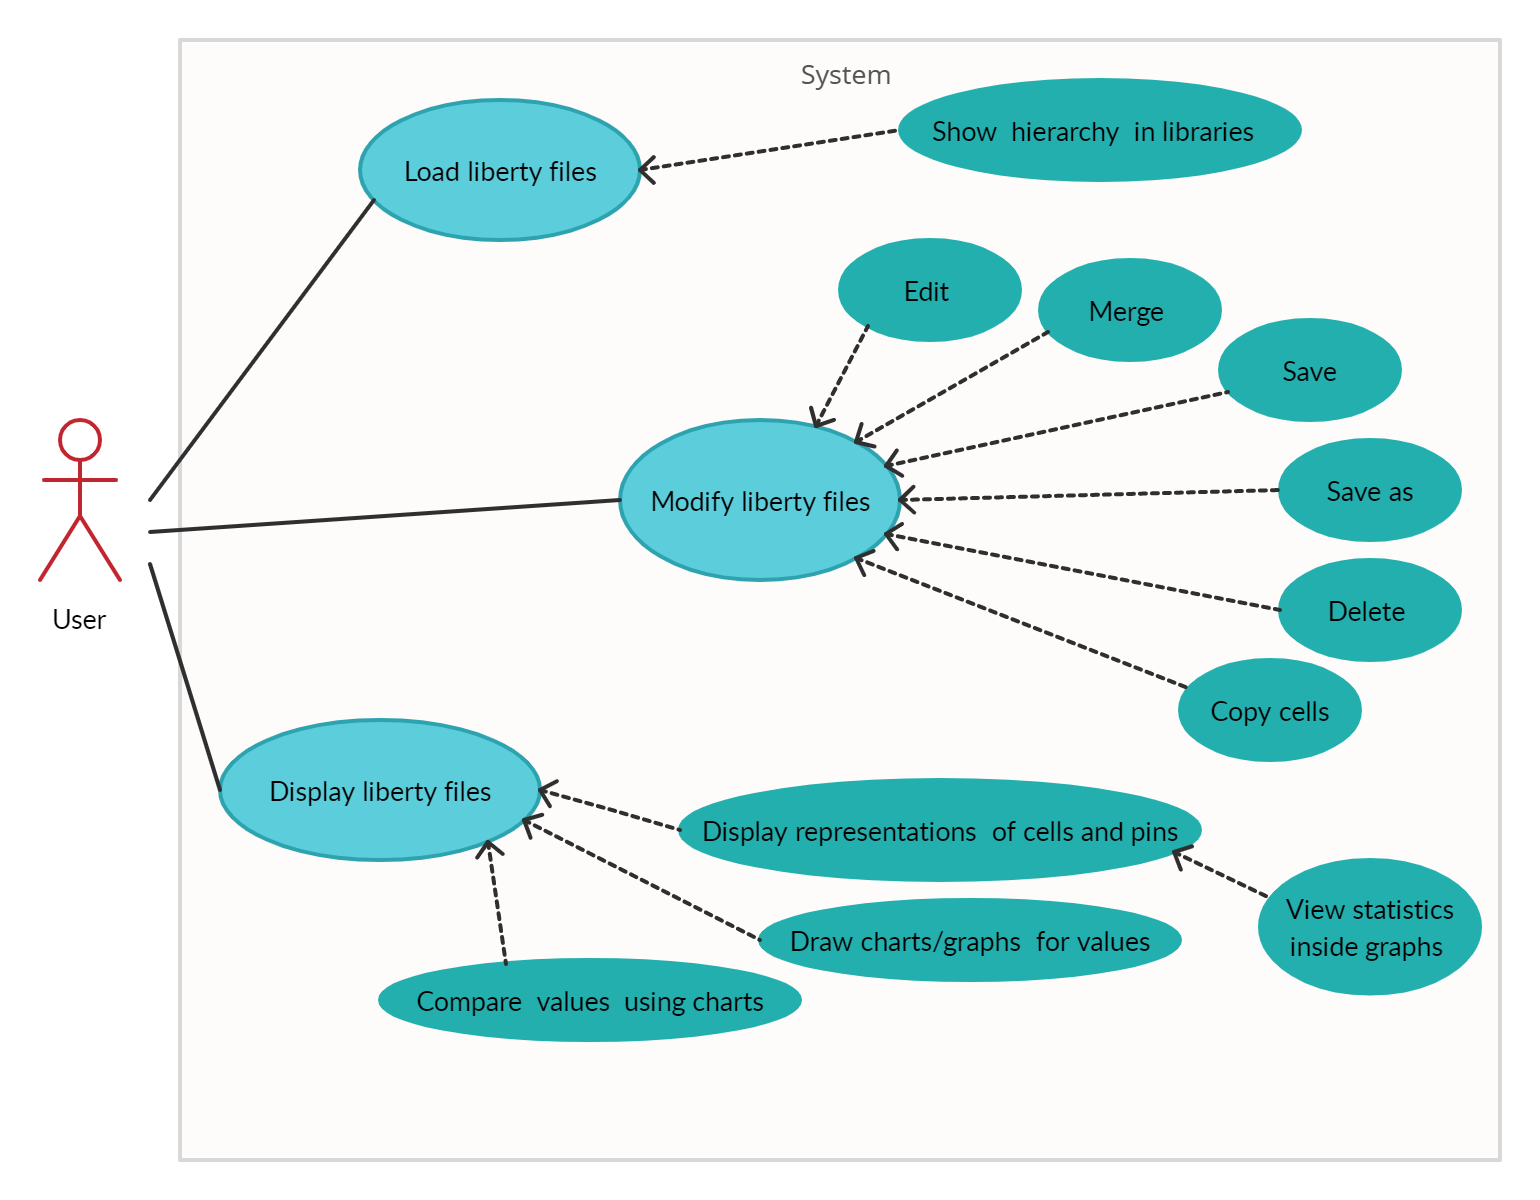 System
Show hierarchy in libraries
Load liberty files
Edit
Merge
Save
Modify liberty files
Save as
Delete
User
Copy cells
Display liberty files
Display representations of cells and pins
View statistics
inside graphs
Draw charts/graphs for values
Compare values using charts